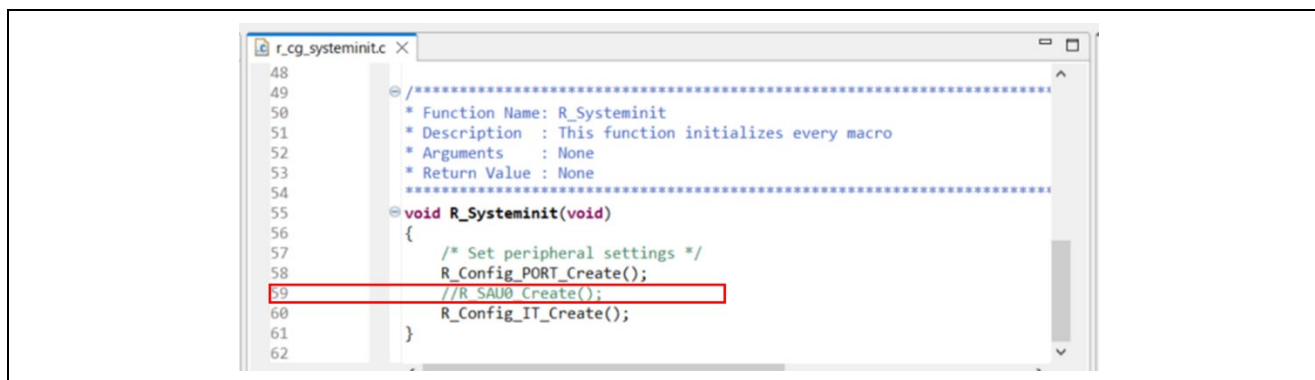 r_cg_systeminit.c
48
49 /**************************************************************************
50 * Function Name: R_Systeminit
51 * Description  : This function initializes every macro
52 * Arguments    : None
53 * Return Value : None
54 ***************************************************************************
55 void R_Systeminit(void)
56 {
57     /* Set peripheral settings */
58     R_Config_PORT_Create();
59     //R_SAU0_Create();
60     R_Config_IT_Create();
61 }
62